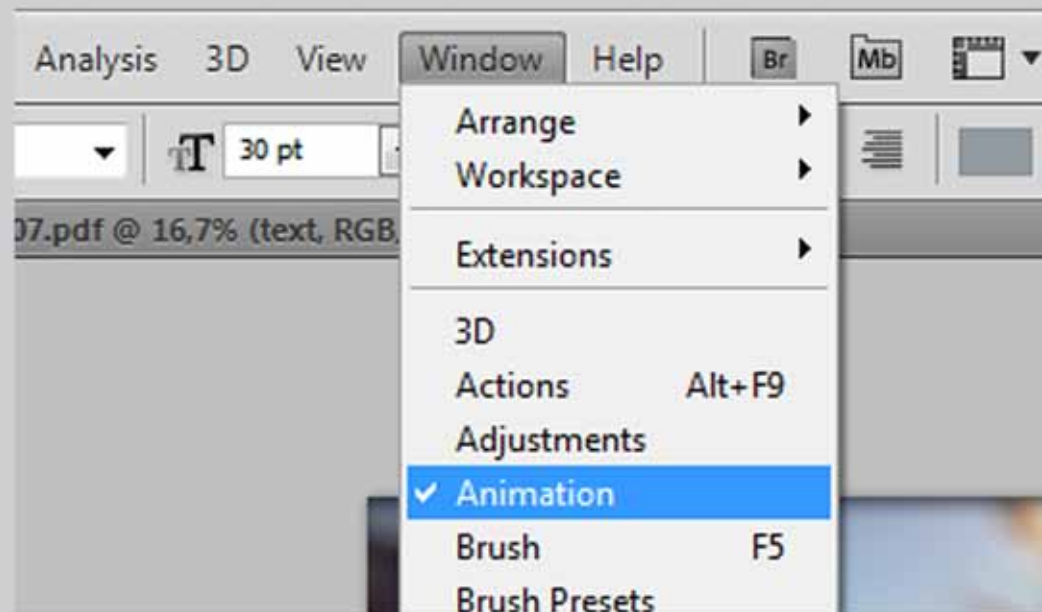 Analysis 3D View Window Help Br Mb
30 pt
07.pdf @ 16,7% (text, RGB,
Arrange
Workspace
Extensions
3D
Actions Alt+F9
Adjustments
Animation
Brush F5
Brush Presets